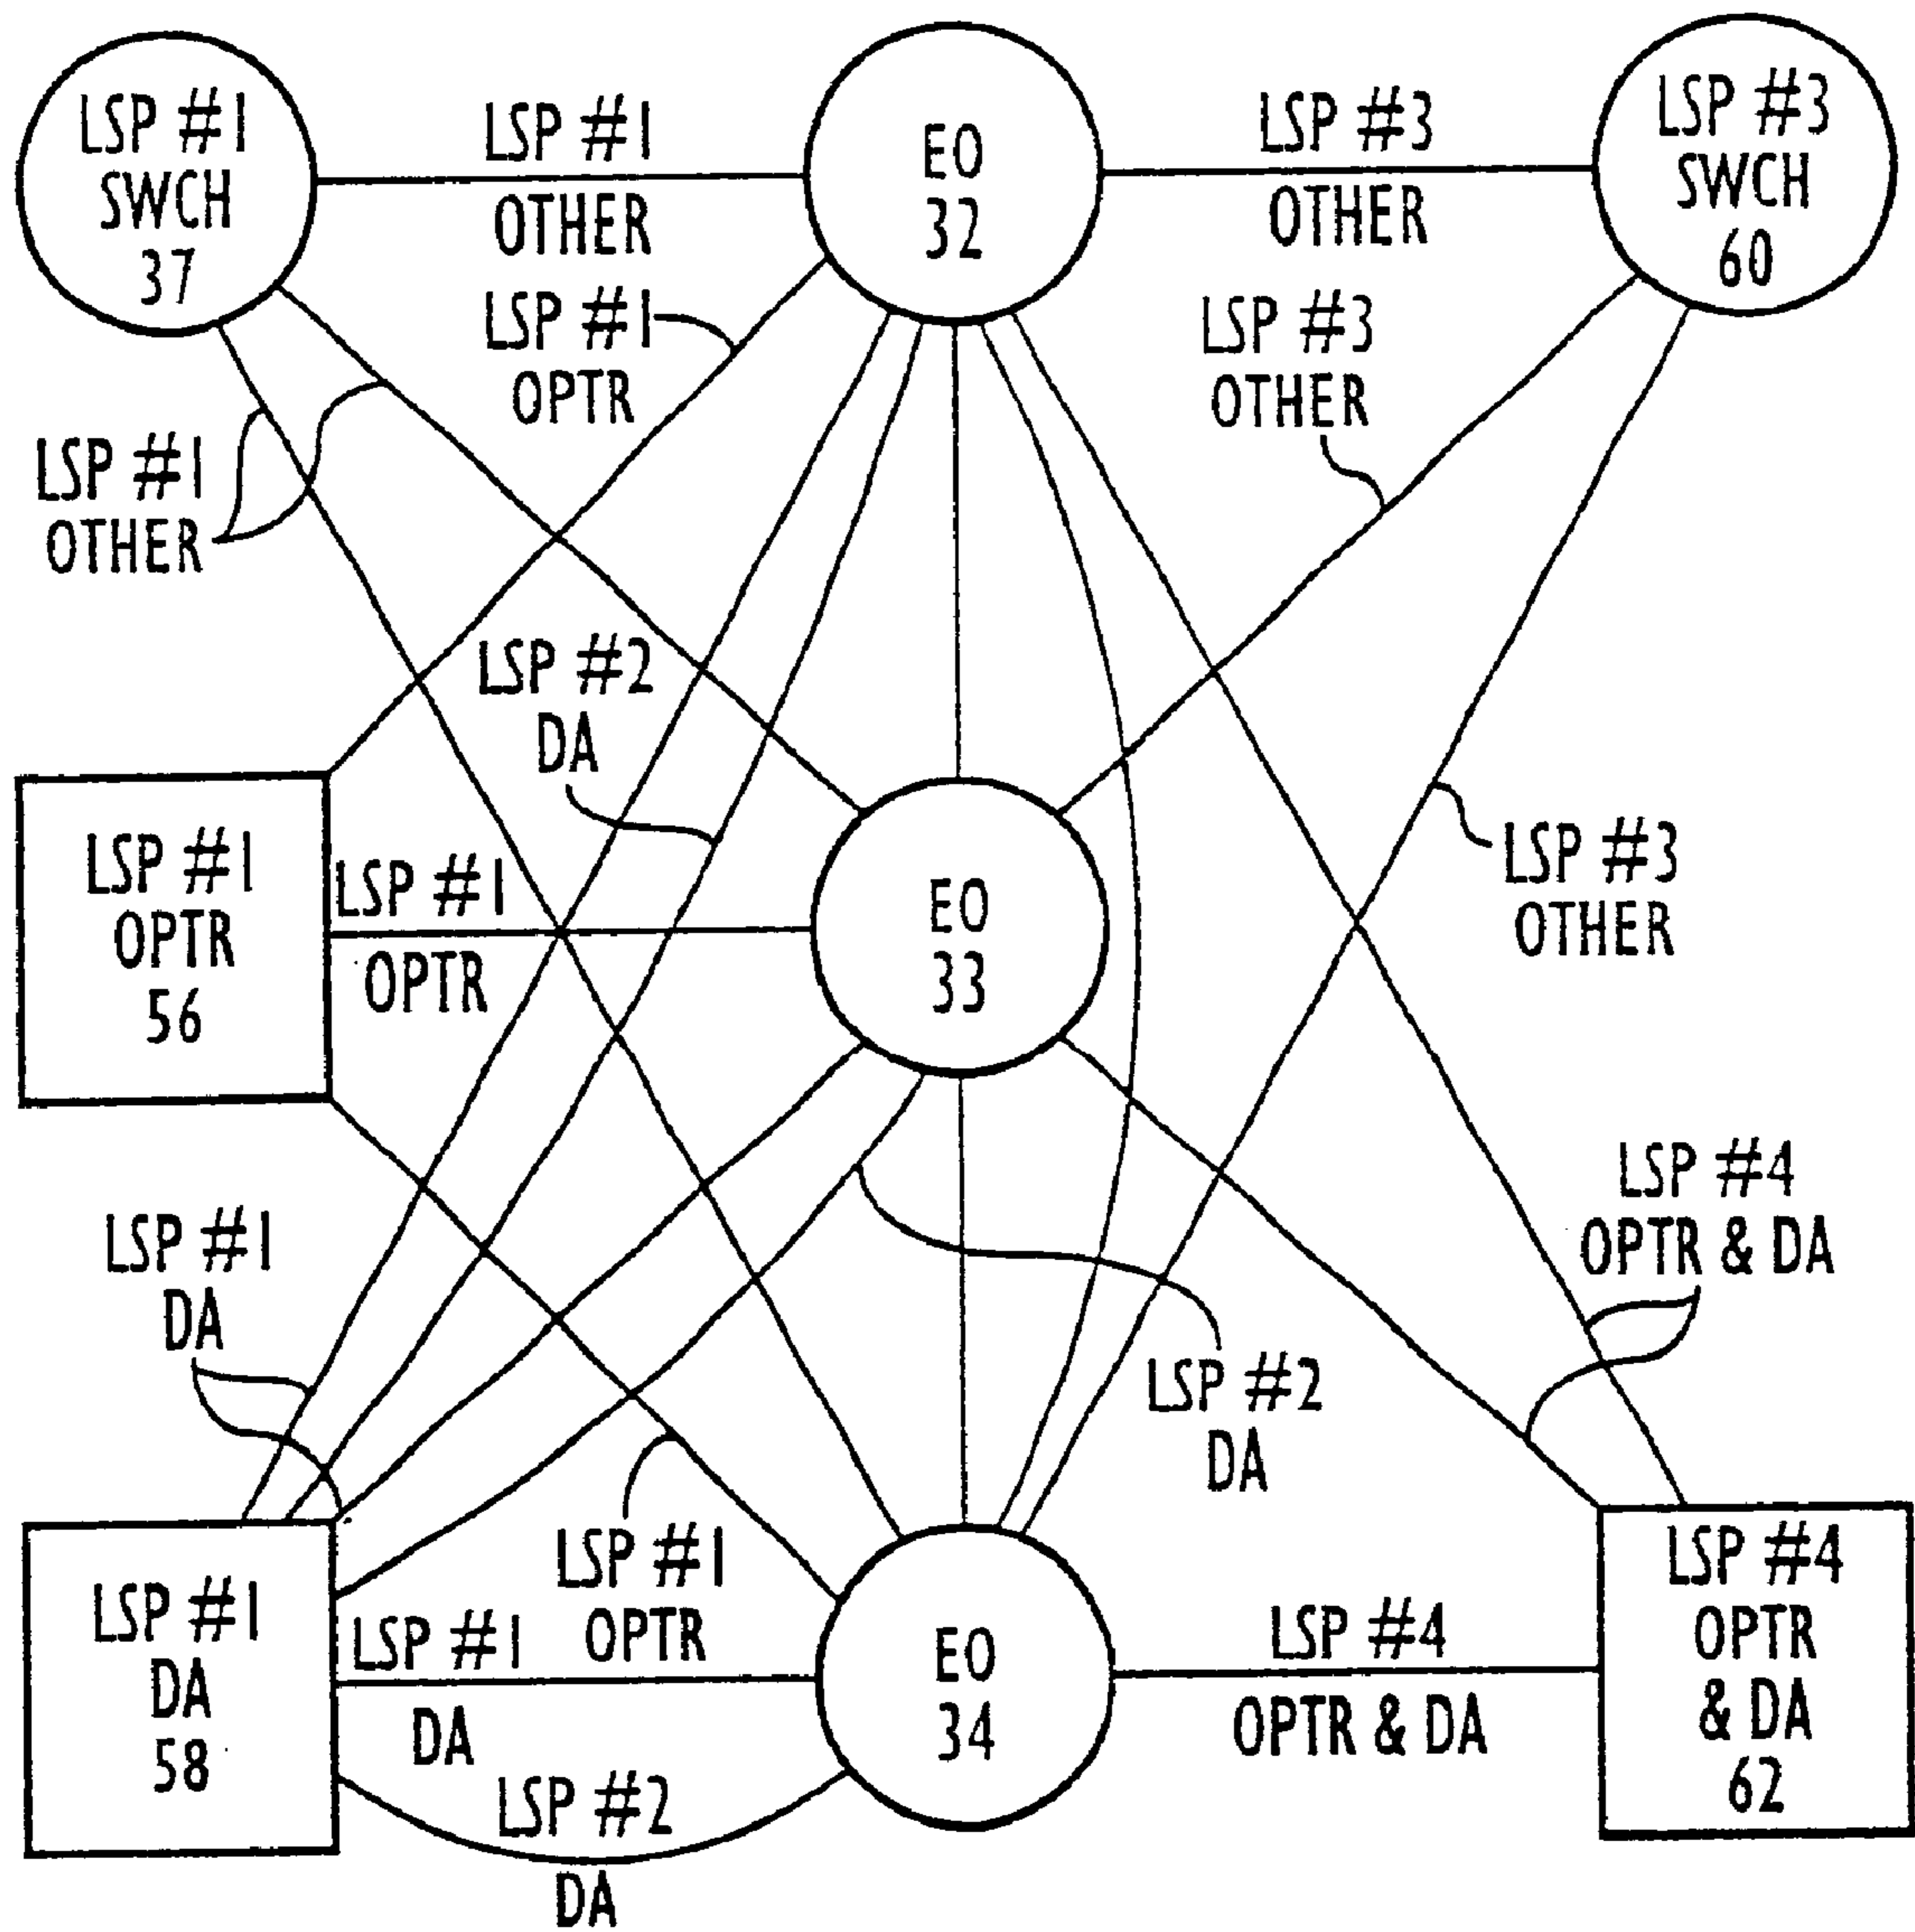 LSP #1
SWCH
37
LSP #1
OTHER
EO
32
LSP #3
OTHER
LSP #3
SWCH
60
LSP #1
OPTR
LSP #3
OTHER
LSP #1
OTHER
LSP #2
DA
LSP #1
OPTR
56
LSP #1
OPTR
EO
33
LSP #3
OTHER
LSP #4
OPTR & DA
LSP #1
DA
LSP #2
DA
LSP #1
OPTR
LSP #1
DA
58
LSP #1
DA
LSP #2
DA
EO
34
LSP #4
OPTR & DA
LSP #4
OPTR
& DA
62